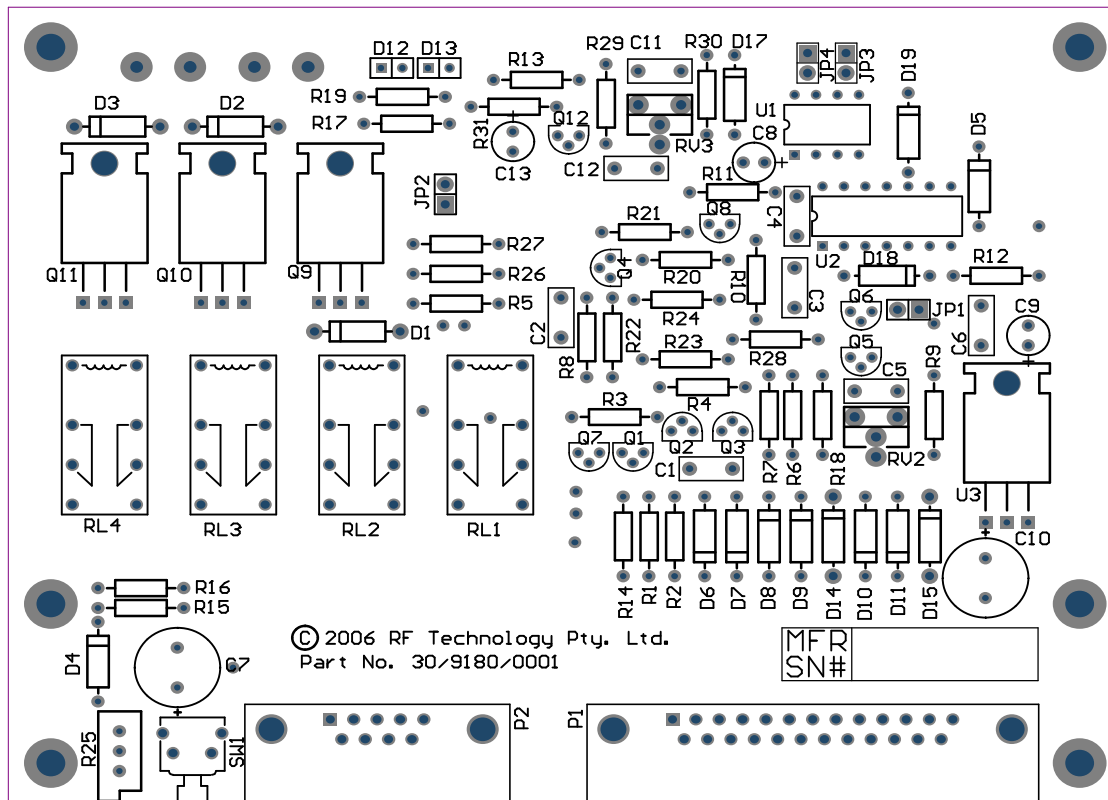 D12 D13
R29 C11 R30 D17
R13
JP4 JP3 D19
R19
D3 D2
R17
R31
Q12
U1
C8
D5
RV3
C13
C12
JP2
R11
R21
Q8
C4
R27
Q11 Q10 Q9
Q4
R20
R10
U2
D18
R12
R26
R5
R24
C3
Q6
JP1
C9
D1
C2
R8 R22
R23
R28
Q5
C6
R9
R4
C5
R3
Q7 Q1 Q2 Q3
C1
R7 R6 R18
RV2
U3
RL4 RL3 RL2 RL1
C10
R14 R1 R2 D6 D7 D8 D9 D14 D10 D11 D15
R16
R15
© 2006 RF Technology Pty. Ltd.
Part No. 30/9180/0001
MFR
SN#
D4
C7
R25
SW1
P2
P1